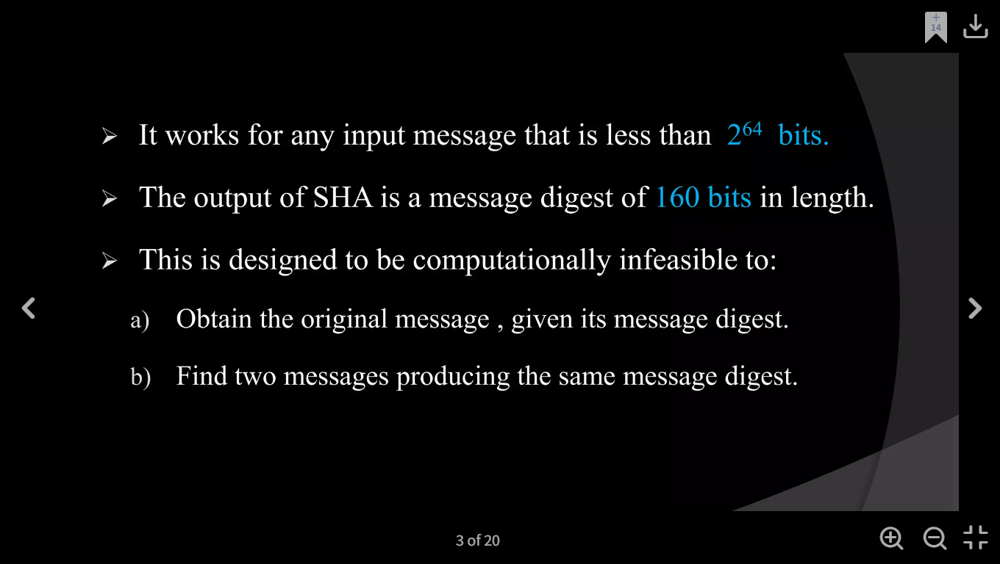 +
14
➢ It works for any input message that is less than 2⁶⁴ bits.
➢ The output of SHA is a message digest of 160 bits in length.
➢ This is designed to be computationally infeasible to:
a) Obtain the original message , given its message digest.
b) Find two messages producing the same message digest.
3 of 20